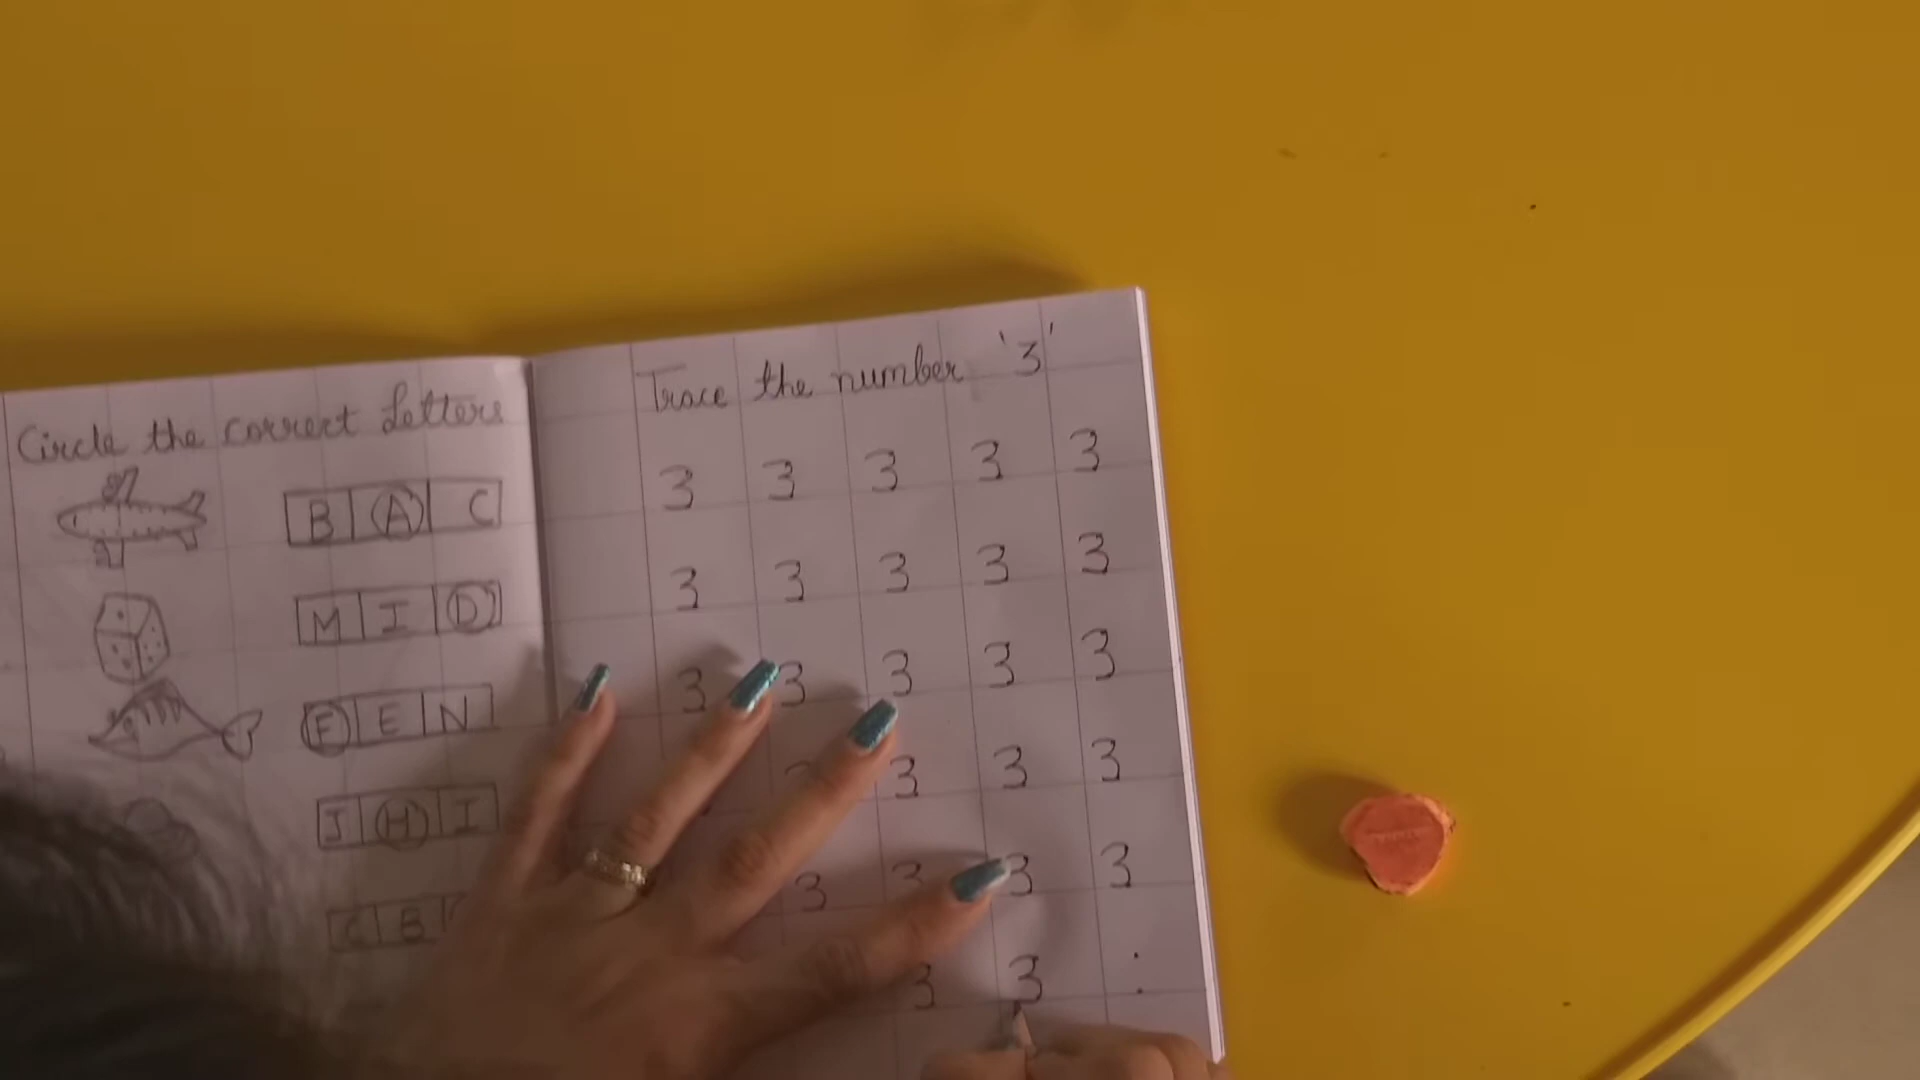 Circle the correct Letters
B A C
M I D
F E N
J H I
C B
Trace the number '3'
3 3 3 3 3
3 3 3 3 3
3 3 3 3 3
3 3 3
3 3 3 3
3 3